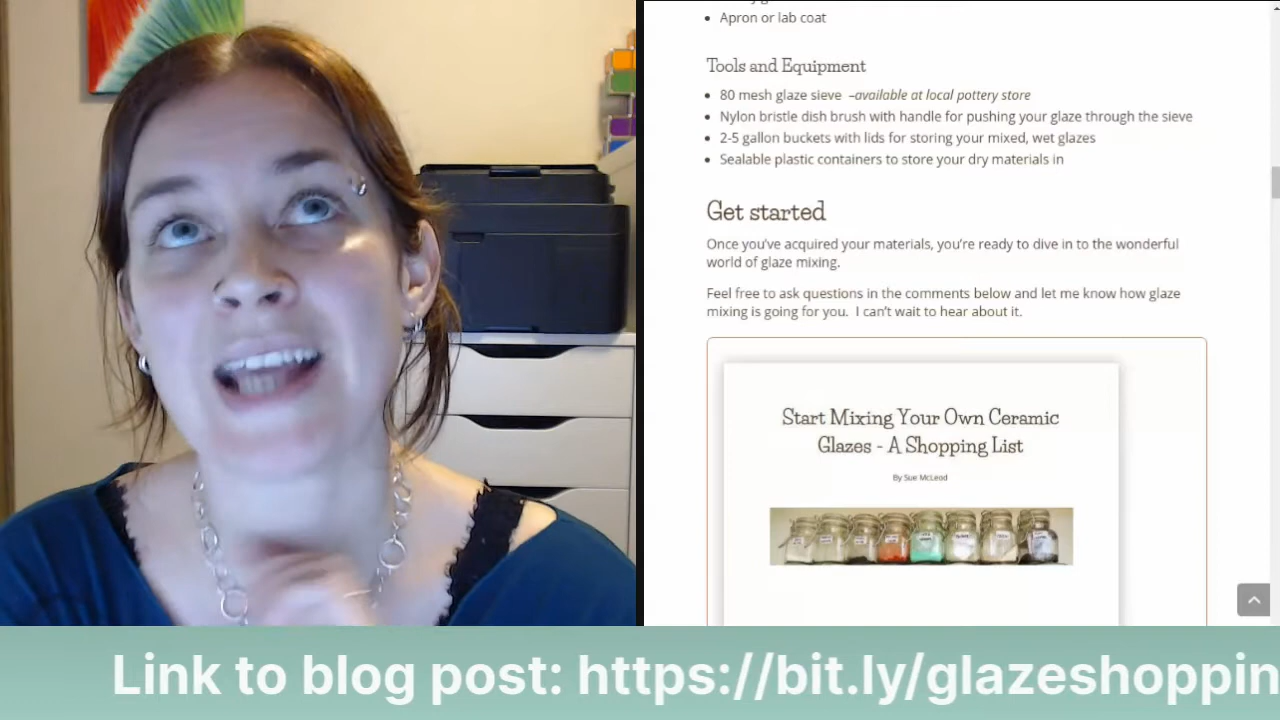 Apron or lab coat
Tools and Equipment
80 mesh glaze sieve –available at local pottery store
Nylon bristle dish brush with handle for pushing your glaze through the sieve
2-5 gallon buckets with lids for storing your mixed, wet glazes
Sealable plastic containers to store your dry materials in
Get started
Once you've acquired your materials, you're ready to dive in to the wonderful
world of glaze mixing.
Feel free to ask questions in the comments below and let me know how glaze
mixing is going for you.  I can't wait to hear about it.
Start Mixing Your Own Ceramic
Glazes - A Shopping List
By Sue McLeod
Link to blog post: https://bit.ly/glazeshoppin